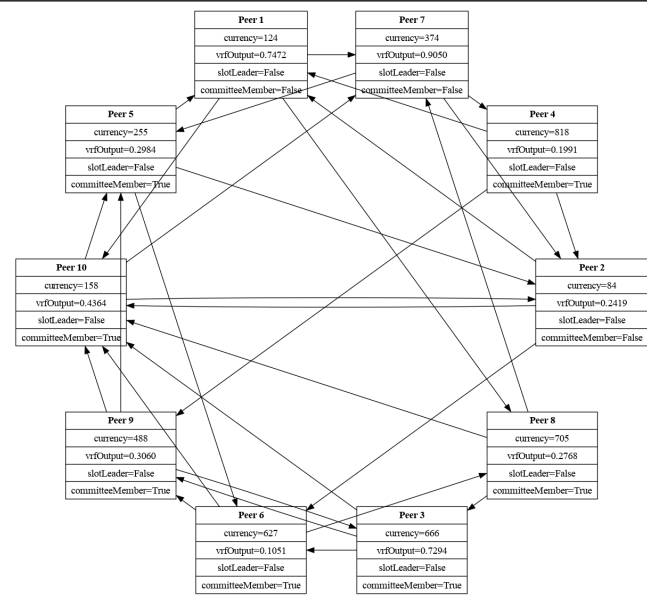 Peer 1
currency=124
vrfOutput=0.7472
slotLeader=False
committeeMember=False
Peer 7
currency=374
vrfOutput=0.9050
slotLeader=False
committeeMember=False
Peer 5
currency=255
vrfOutput=0.2984
slotLeader=False
committeeMember=True
Peer 4
currency=818
vrfOutput=0.1991
slotLeader=False
committeeMember=True
Peer 10
currency=158
vrfOutput=0.4364
slotLeader=False
committeeMember=True
Peer 2
currency=84
vrfOutput=0.2419
slotLeader=False
committeeMember=False
Peer 9
currency=488
vrfOutput=0.3060
slotLeader=False
committeeMember=True
Peer 8
currency=705
vrfOutput=0.2768
slotLeader=False
committeeMember=True
Peer 6
currency=627
vrfOutput=0.1051
slotLeader=False
committeeMember=True
Peer 3
currency=666
vrfOutput=0.7294
slotLeader=False
committeeMember=True